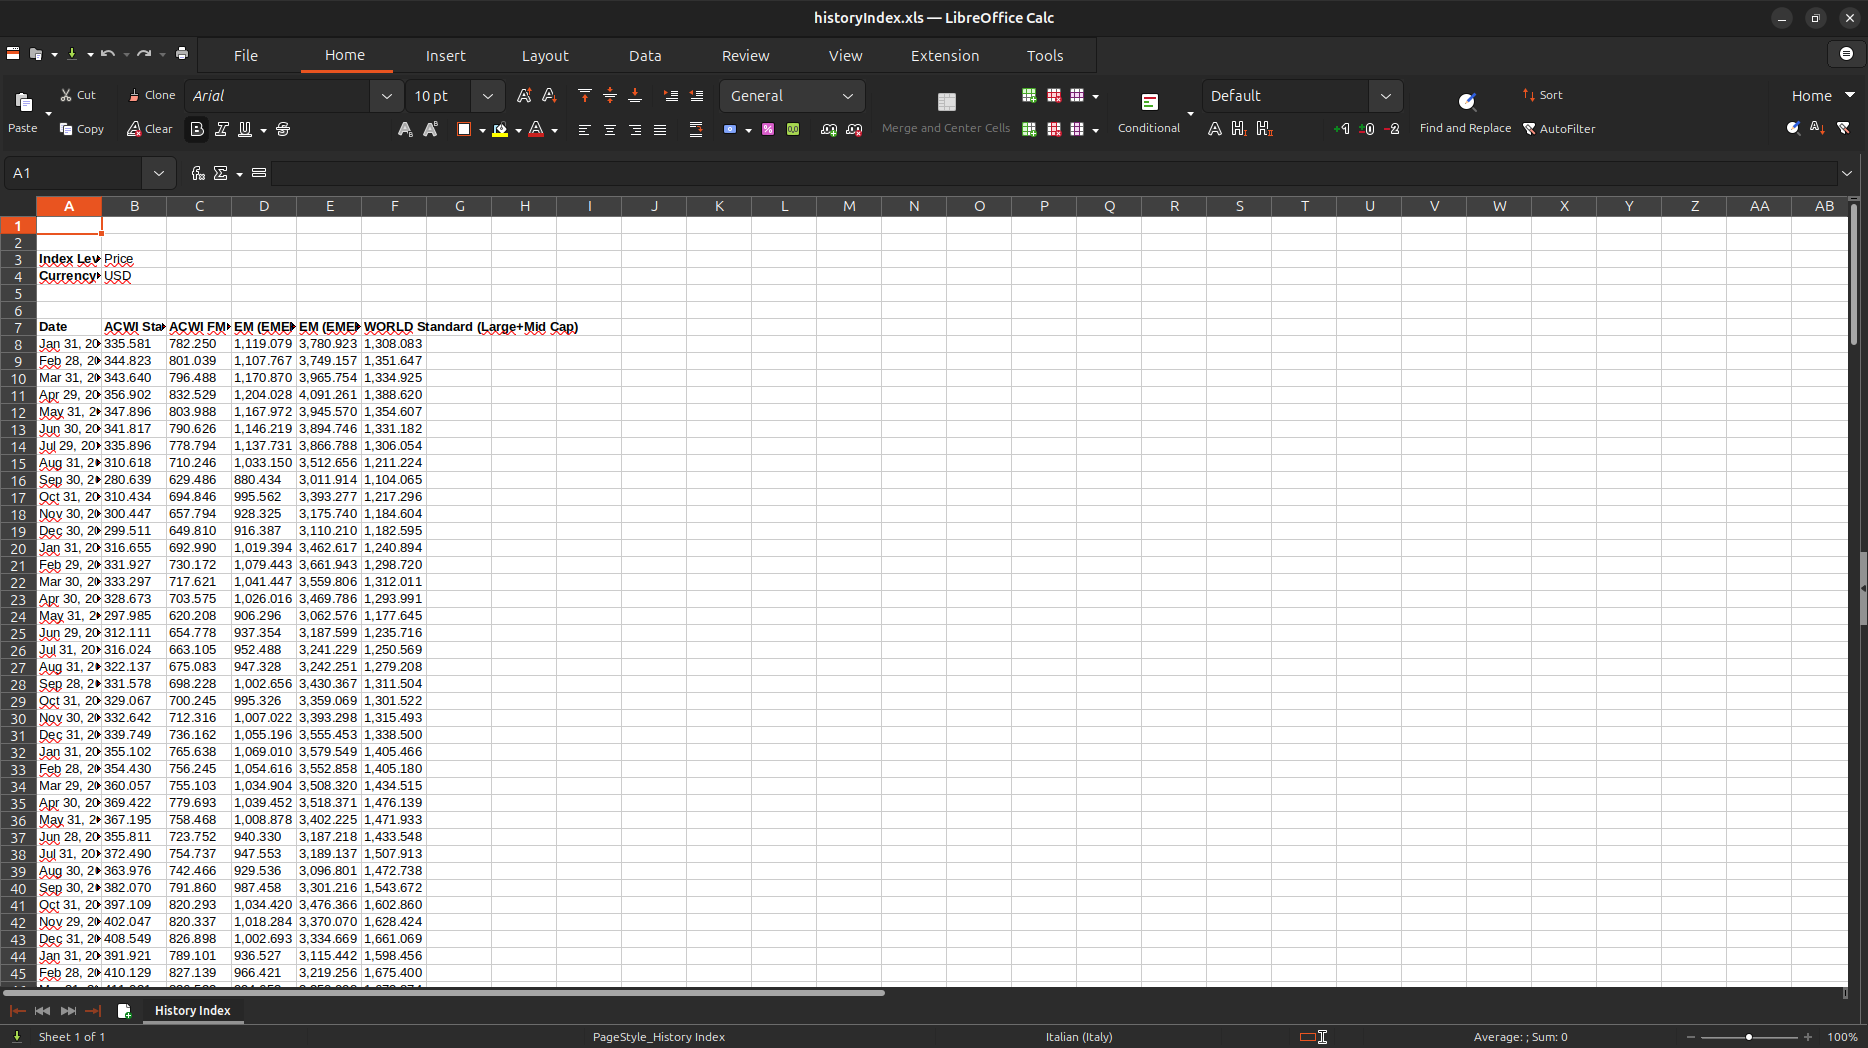 historyIndex.xls — LibreOffice Calc
File Home Insert Layout Data Review View Extension Tools
Cut Clone Arial 10 pt General Default Sort Home
Paste Copy Clear Merge and Center Cells Conditional Find and Replace AutoFilter
A1
A B C D E F G H I J K L M N O P Q R S T U V W X Y Z AA AB
1
2
3 Index Lev Price
4 Currency USD
5
6
7 Date ACWI Sta ACWI FM EM (EME EM (EME WORLD Standard (Large+Mid Cap)
8 Jan 31, 20 335.581 782.250 1,119.079 3,780.923 1,308.083
9 Feb 28, 20 344.823 801.039 1,107.767 3,749.157 1,351.647
10 Mar 31, 20 343.640 796.488 1,170.870 3,965.754 1,334.925
11 Apr 29, 20 356.902 832.529 1,204.028 4,091.261 1,388.620
12 May 31, 2 347.896 803.988 1,167.972 3,945.570 1,354.607
13 Jun 30, 20 341.817 790.626 1,146.219 3,894.746 1,331.182
14 Jul 29, 20 335.896 778.794 1,137.731 3,866.788 1,306.054
15 Aug 31, 2 310.618 710.246 1,033.150 3,512.656 1,211.224
16 Sep 30, 2 280.639 629.486 880.434 3,011.914 1,104.065
17 Oct 31, 20 310.434 694.846 995.562 3,393.277 1,217.296
18 Nov 30, 20 300.447 657.794 928.325 3,175.740 1,184.604
19 Dec 30, 20 299.511 649.810 916.387 3,110.210 1,182.595
20 Jan 31, 20 316.655 692.990 1,019.394 3,462.617 1,240.894
21 Feb 29, 20 331.927 730.172 1,079.443 3,661.943 1,298.720
22 Mar 30, 20 333.297 717.621 1,041.447 3,559.806 1,312.011
23 Apr 30, 20 328.673 703.575 1,026.016 3,469.786 1,293.991
24 May 31, 2 297.985 620.208 906.296 3,062.576 1,177.645
25 Jun 29, 20 312.111 654.778 937.354 3,187.599 1,235.716
26 Jul 31, 20 316.024 663.105 952.488 3,241.229 1,250.569
27 Aug 31, 2 322.137 675.083 947.328 3,242.251 1,279.208
28 Sep 28, 2 331.578 698.228 1,002.656 3,430.367 1,311.504
29 Oct 31, 20 329.067 700.245 995.326 3,359.069 1,301.522
30 Nov 30, 20 332.642 712.316 1,007.022 3,393.298 1,315.493
31 Dec 31, 20 339.749 736.162 1,055.196 3,555.453 1,338.500
32 Jan 31, 20 355.102 765.638 1,069.010 3,579.549 1,405.466
33 Feb 28, 20 354.430 756.245 1,054.616 3,552.858 1,405.180
34 Mar 29, 20 360.057 755.103 1,034.904 3,508.320 1,434.515
35 Apr 30, 20 369.422 779.693 1,039.452 3,518.371 1,476.139
36 May 31, 2 367.195 758.468 1,008.878 3,402.225 1,471.933
37 Jun 28, 20 355.811 723.752 940.330 3,187.218 1,433.548
38 Jul 31, 20 372.490 754.737 947.553 3,189.137 1,507.913
39 Aug 30, 2 363.976 742.466 929.536 3,096.801 1,472.738
40 Sep 30, 2 382.070 791.860 987.458 3,301.216 1,543.672
41 Oct 31, 20 397.109 820.293 1,034.420 3,476.366 1,602.860
42 Nov 29, 20 402.047 820.337 1,018.284 3,370.070 1,628.424
43 Dec 31, 20 408.549 826.898 1,002.693 3,334.669 1,661.069
44 Jan 31, 20 391.921 789.101 936.527 3,115.442 1,598.456
45 Feb 28, 20 410.129 827.139 966.421 3,219.256 1,675.400
History Index
Sheet 1 of 1 PageStyle_History Index Italian (Italy) Average: ; Sum: 0 100%